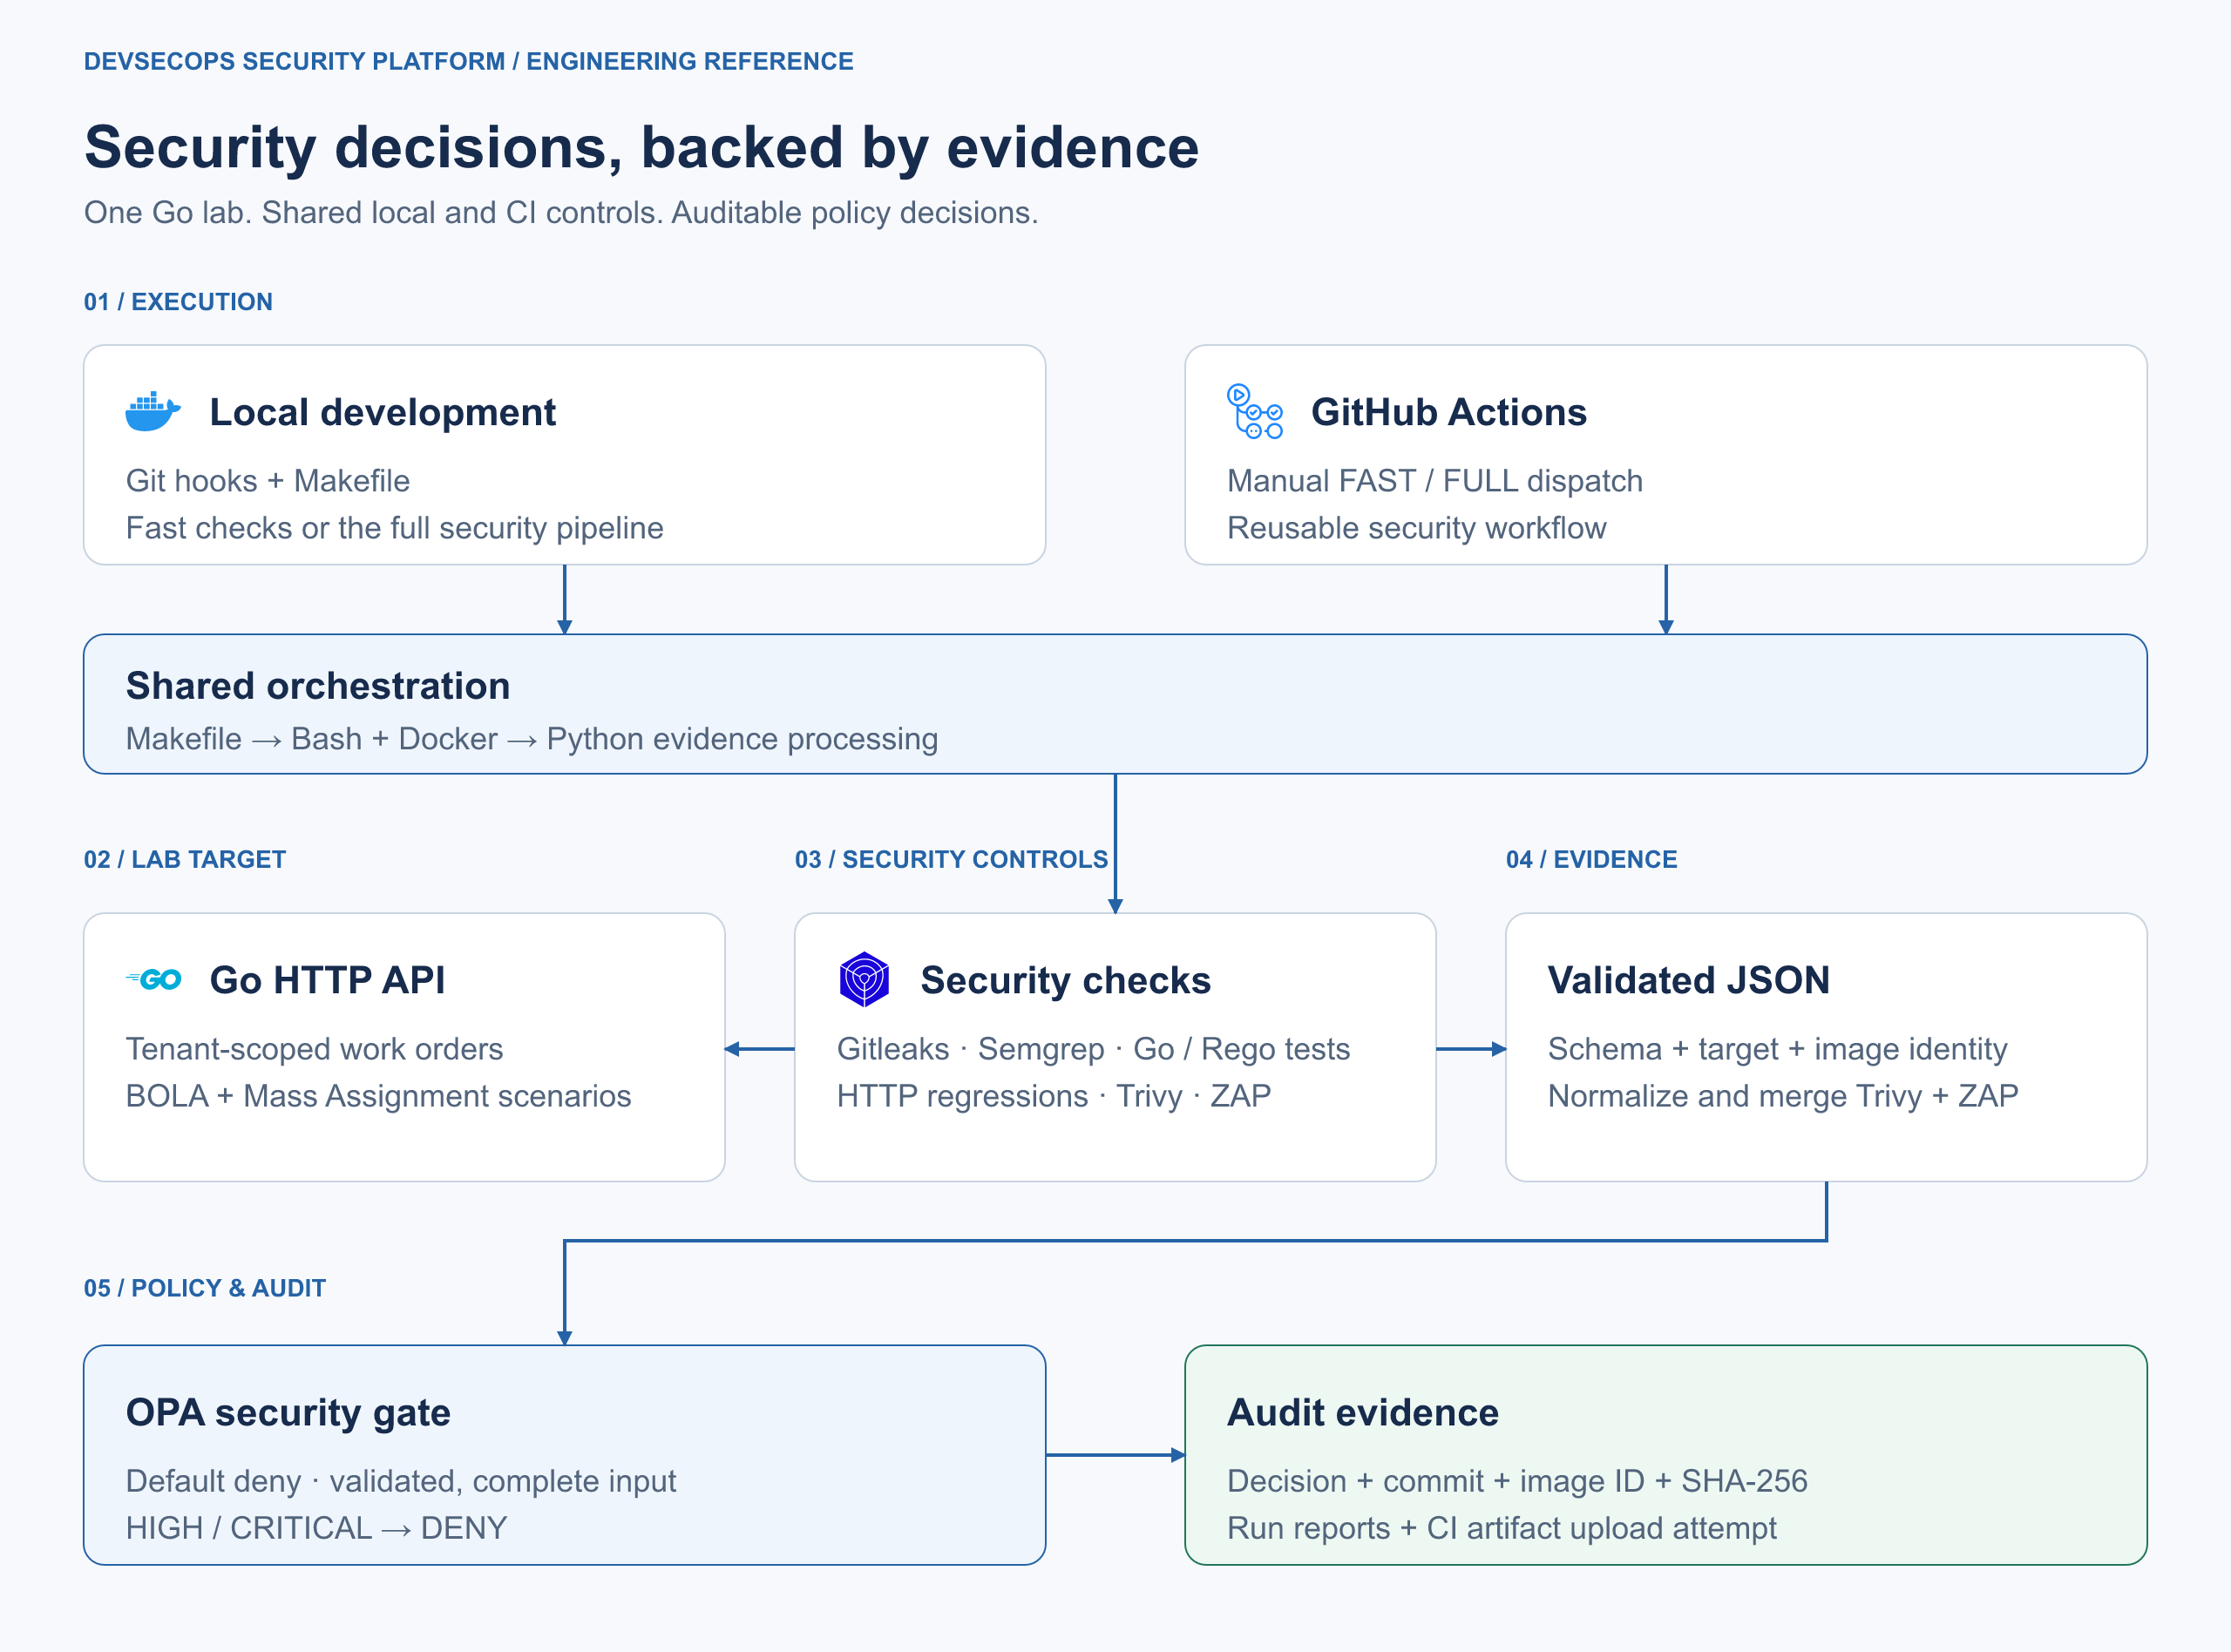 DEVSECOPS SECURITY PLATFORM / ENGINEERING REFERENCE
Security decisions, backed by evidence
One Go lab. Shared local and CI controls. Auditable policy decisions.
01 / EXECUTION
Local development
Git hooks + Makefile
Fast checks or the full security pipeline
GitHub Actions
Manual FAST / FULL dispatch
Reusable security workflow
Shared orchestration
Makefile → Bash + Docker → Python evidence processing
02 / LAB TARGET
GO
Go HTTP API
Tenant-scoped work orders
BOLA + Mass Assignment scenarios
03 / SECURITY CONTROLS
Security checks
Gitleaks · Semgrep · Go / Rego tests
HTTP regressions · Trivy · ZAP
04 / EVIDENCE
Validated JSON
Schema + target + image identity
Normalize and merge Trivy + ZAP
05 / POLICY & AUDIT
OPA security gate
Default deny · validated, complete input
HIGH / CRITICAL → DENY
Audit evidence
Decision + commit + image ID + SHA-256
Run reports + CI artifact upload attempt